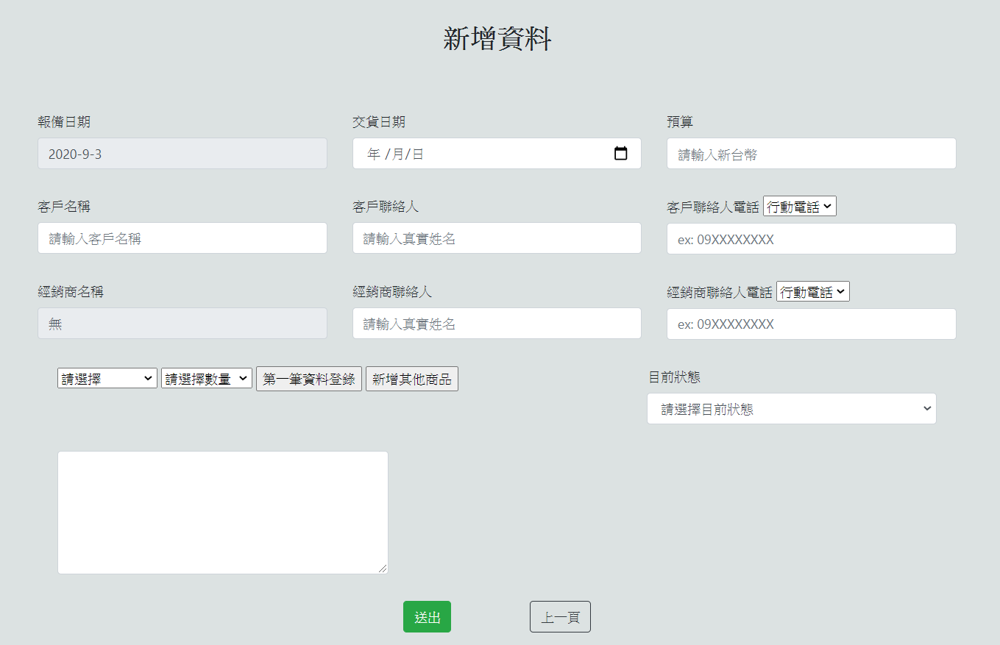 新增資料
報備日期
交貨日期
預算
2020-9-3
年 /月/日
請輸入新台幣
客戶名稱
客戶聯絡人
客戶聯絡人電話 行動電話
請輸入客戶名稱
請輸入真實姓名
ex: 09XXXXXXXX
經銷商名稱
經銷商聯絡人
經銷商聯絡人電話 行動電話
無
請輸入真實姓名
ex: 09XXXXXXXX
請選擇 請選擇數量 第一筆資料登錄 新增其他商品
目前狀態
請選擇目前狀態
送出
上一頁